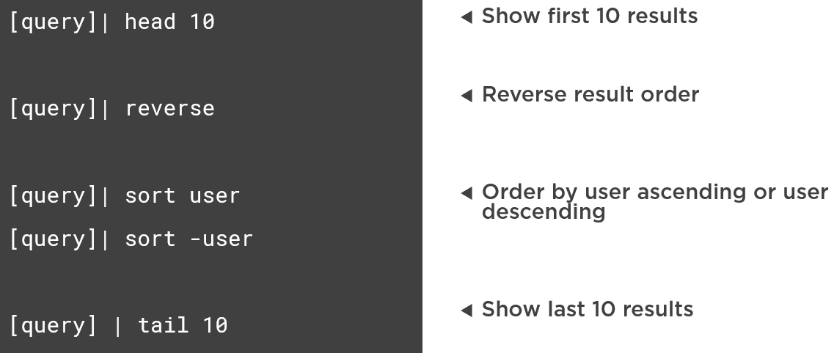 [query]| head 10
◄ Show first 10 results
[query]| reverse
◄ Reverse result order
[query]| sort user
[query]| sort -user
◄ Order by user ascending or user
descending
[query] | tail 10
◄ Show last 10 results